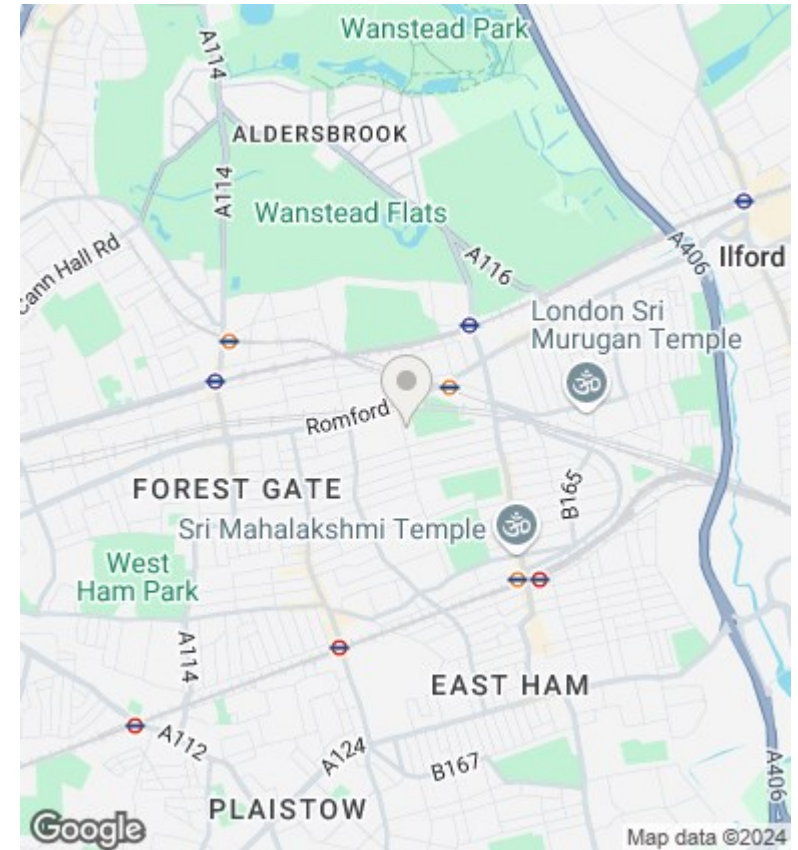 Wanstead Park
A114
ALDERSBROOK
A114
Wanstead Flats
Cann Hall Rd
A116
A406
Ilford
London Sri
Murugan Temple
Romford
FOREST GATE
B165
Sri Mahalakshmi Temple
West
Ham Park
A114
EAST HAM
A112
A124
B167
A406
PLAISTOW
Google
Map data ©2024